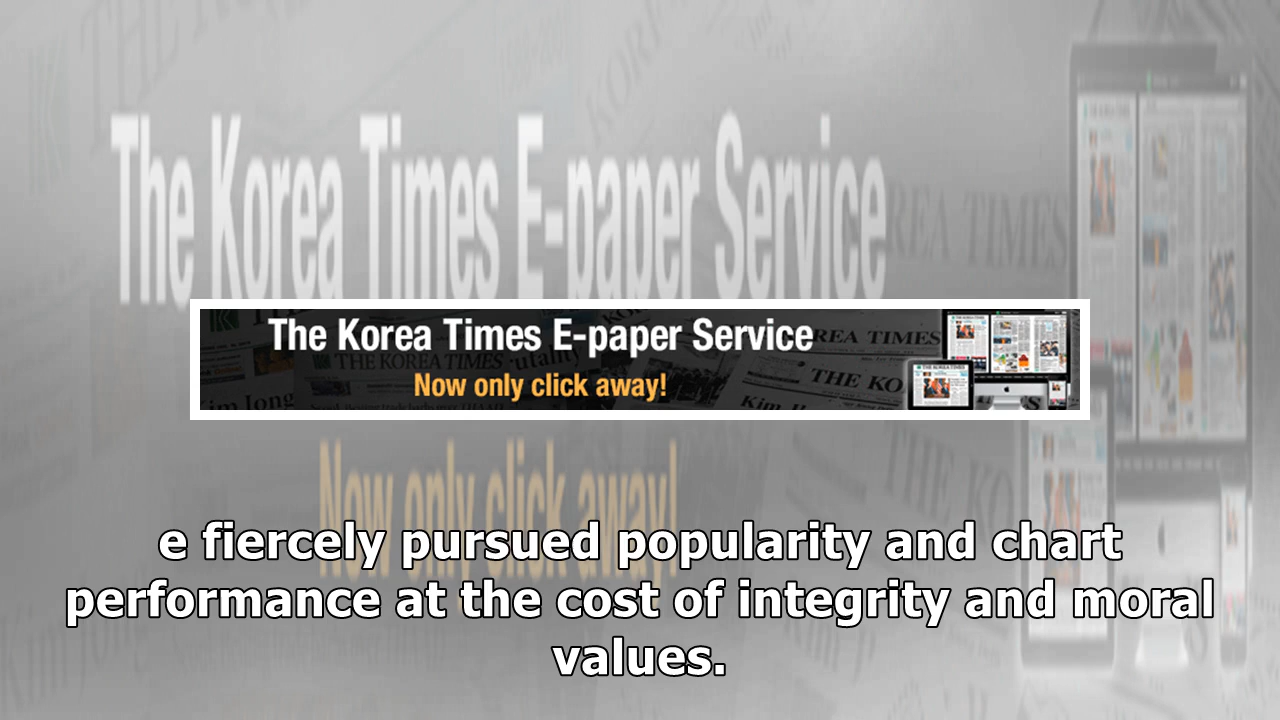 The Korea Times E-paper Service
The Korea Times E-paper Service
Now only click away!
Now only click away!
e fiercely pursued popularity and chart
performance at the cost of integrity and moral
values.